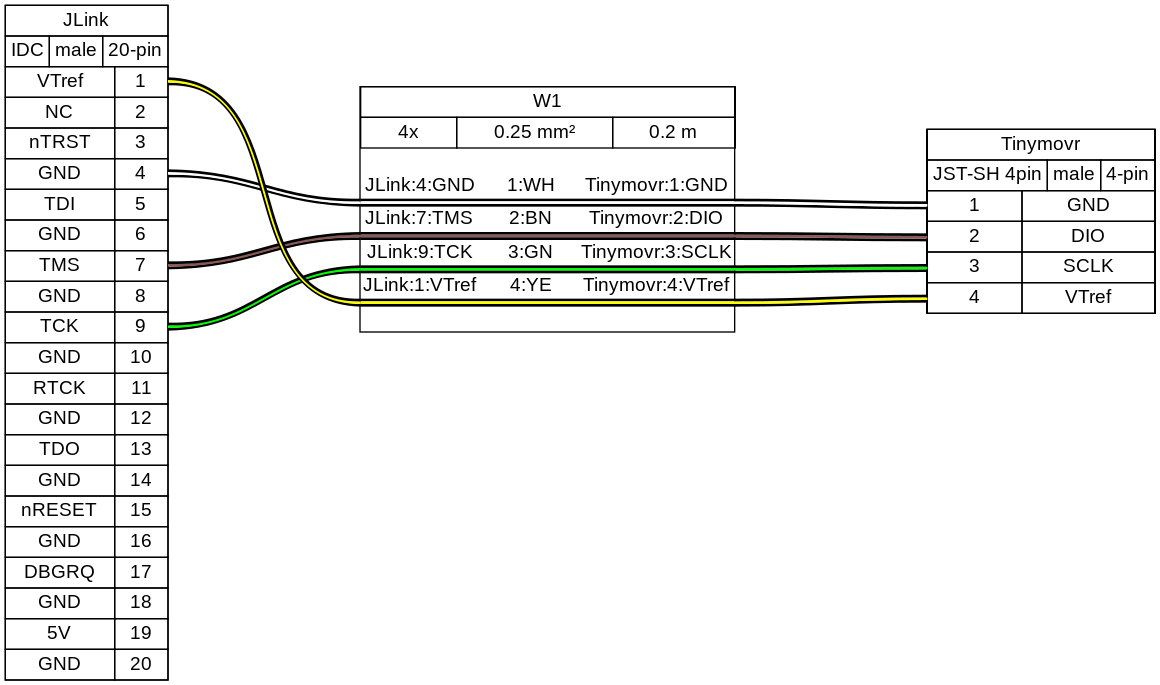 JLink
IDC male 20-pin
VTref 1
NC 2
nTRST 3
GND 4
TDI 5
GND 6
TMS 7
GND 8
TCK 9
GND 10
RTCK 11
GND 12
TDO 13
GND 14
nRESET 15
GND 16
DBGRQ 17
GND 18
5V 19
GND 20
W1
4x 0.25 mm² 0.2 m
JLink:4:GND 1:WH Tinymovr:1:GND
JLink:7:TMS 2:BN Tinymovr:2:DIO
JLink:9:TCK 3:GN Tinymovr:3:SCLK
JLink:1:VTref 4:YE Tinymovr:4:VTref
Tinymovr
JST-SH 4pin male 4-pin
1 GND
2 DIO
3 SCLK
4 VTref